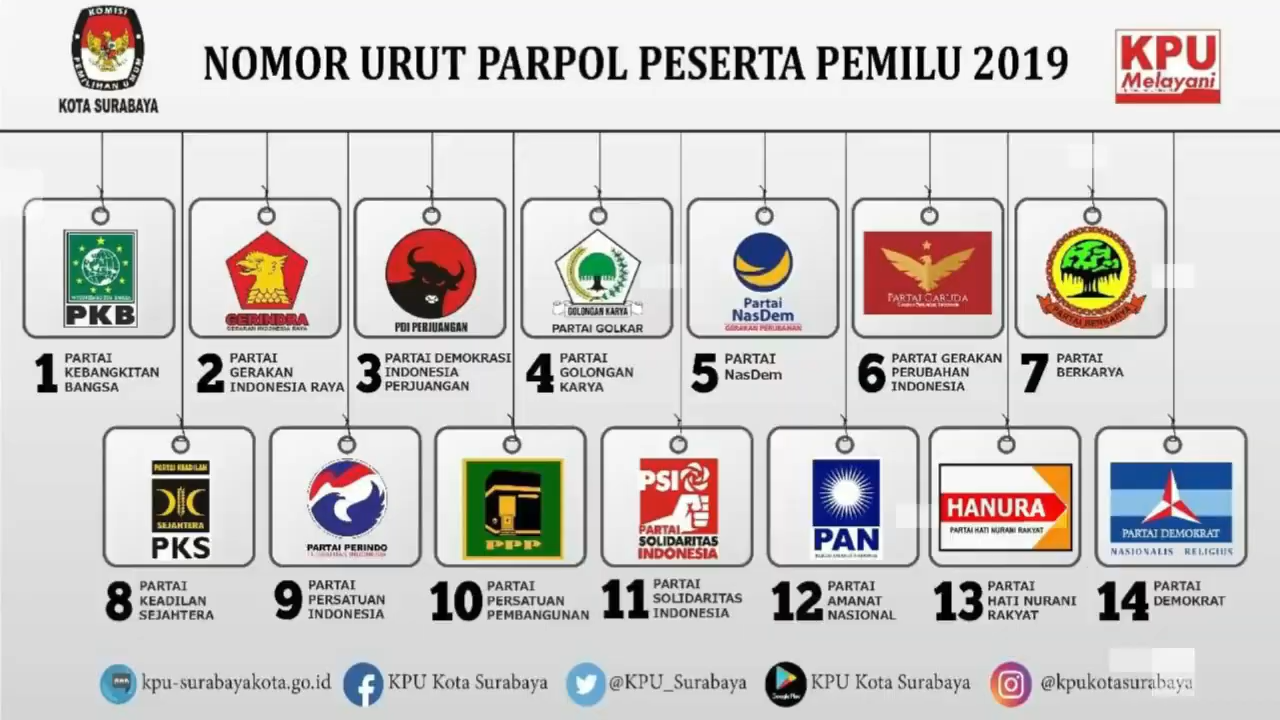 KOMISI
PEMILIHAN UMUM
KOTA SURABAYA
NOMOR URUT PARPOL PESERTA PEMILU 2019
KPU
Melayani
PKB
GERINDRA
GERAKAN INDONESIA RAYA
PDI PERJUANGAN
GOLONGAN KARYA
PARTAI GOLKAR
Partai
NasDem
GERAKAN PERUBAHAN
PARTAI GARUDA
PARTAI BERKARYA
1 PARTAI
KEBANGKITAN
BANGSA
2 PARTAI
GERAKAN
INDONESIA RAYA
3 PARTAI DEMOKRASI
INDONESIA
PERJUANGAN
4 PARTAI
GOLONGAN
KARYA
5 PARTAI
NasDem
6 PARTAI GERAKAN
PERUBAHAN
INDONESIA
7 PARTAI
BERKARYA
PARTAI KEADILAN
SEJAHTERA
PKS
PARTAI PERINDO
PPP
PSI
PARTAI
SOLIDARITAS
INDONESIA
PAN
HANURA
PARTAI HATI NURANI RAKYAT
PARTAI DEMOKRAT
NASIONALIS RELIGIUS
8 PARTAI
KEADILAN
SEJAHTERA
9 PARTAI
PERSATUAN
INDONESIA
10 PARTAI
PERSATUAN
PEMBANGUNAN
11 PARTAI
SOLIDARITAS
INDONESIA
12 PARTAI
AMANAT
NASIONAL
13 PARTAI
HATI NURANI
RAKYAT
14 PARTAI
DEMOKRAT
kpu-surabayakota.go.id
KPU Kota Surabaya
@KPU_Surabaya
Google Play
KPU Kota Surabaya
@kpukotasurabaya